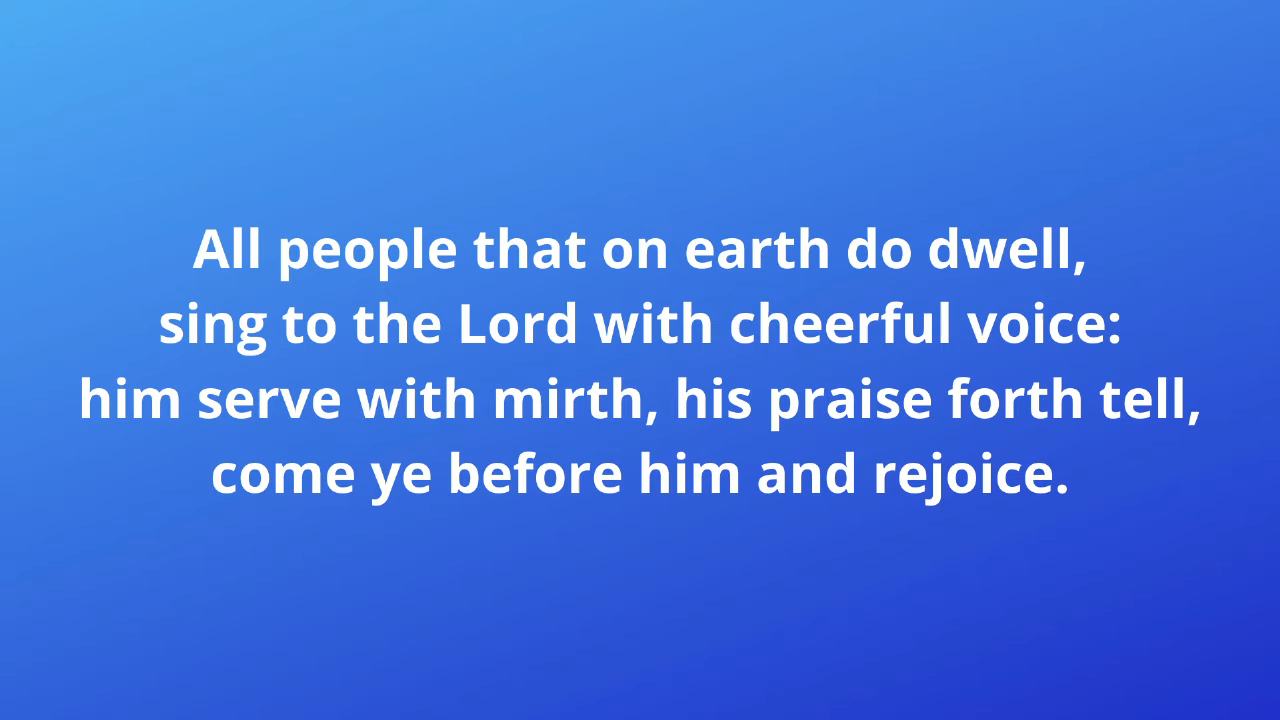 All people that on earth do dwell,
sing to the Lord with cheerful voice:
him serve with mirth, his praise forth tell,
come ye before him and rejoice.